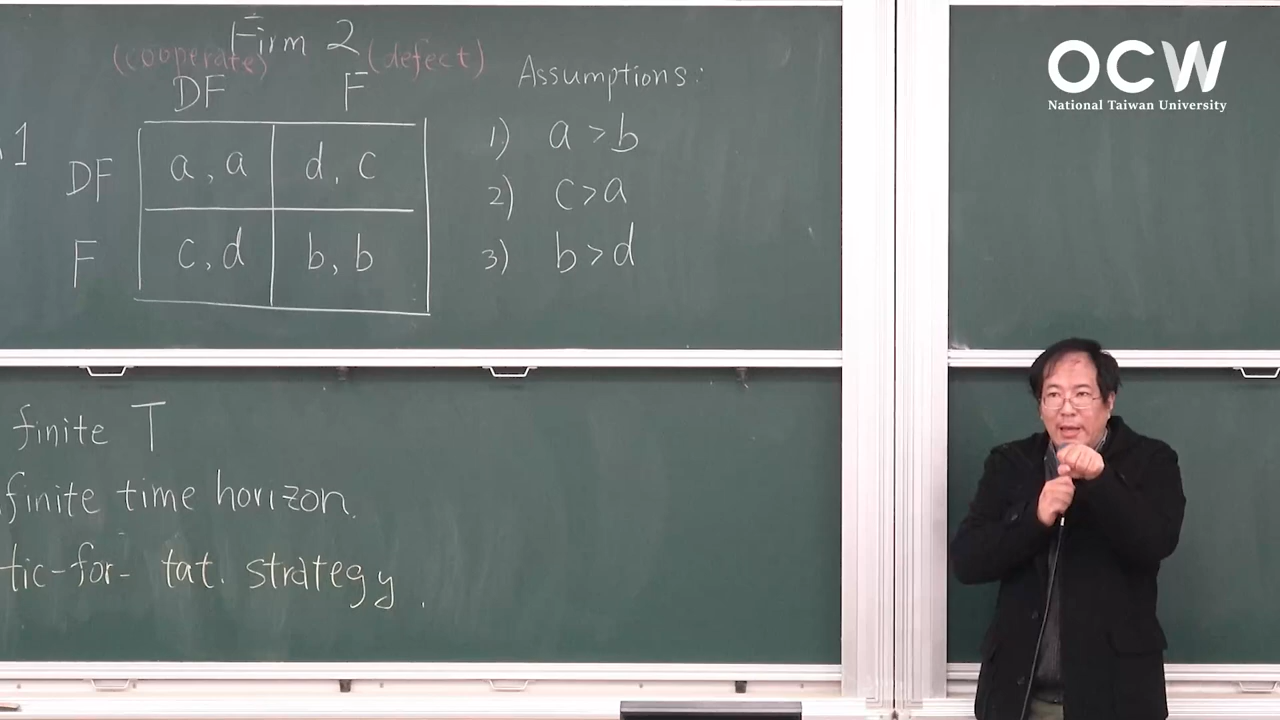 Firm 2
(cooperate) (defect)
DF F
1
DF a, a d, c
F c, d b, b
Assumptions:
1) a > b
2) c > a
3) b > d
finite T
finite time horizon.
tic-for-tat. strategy.
OCW
National Taiwan University